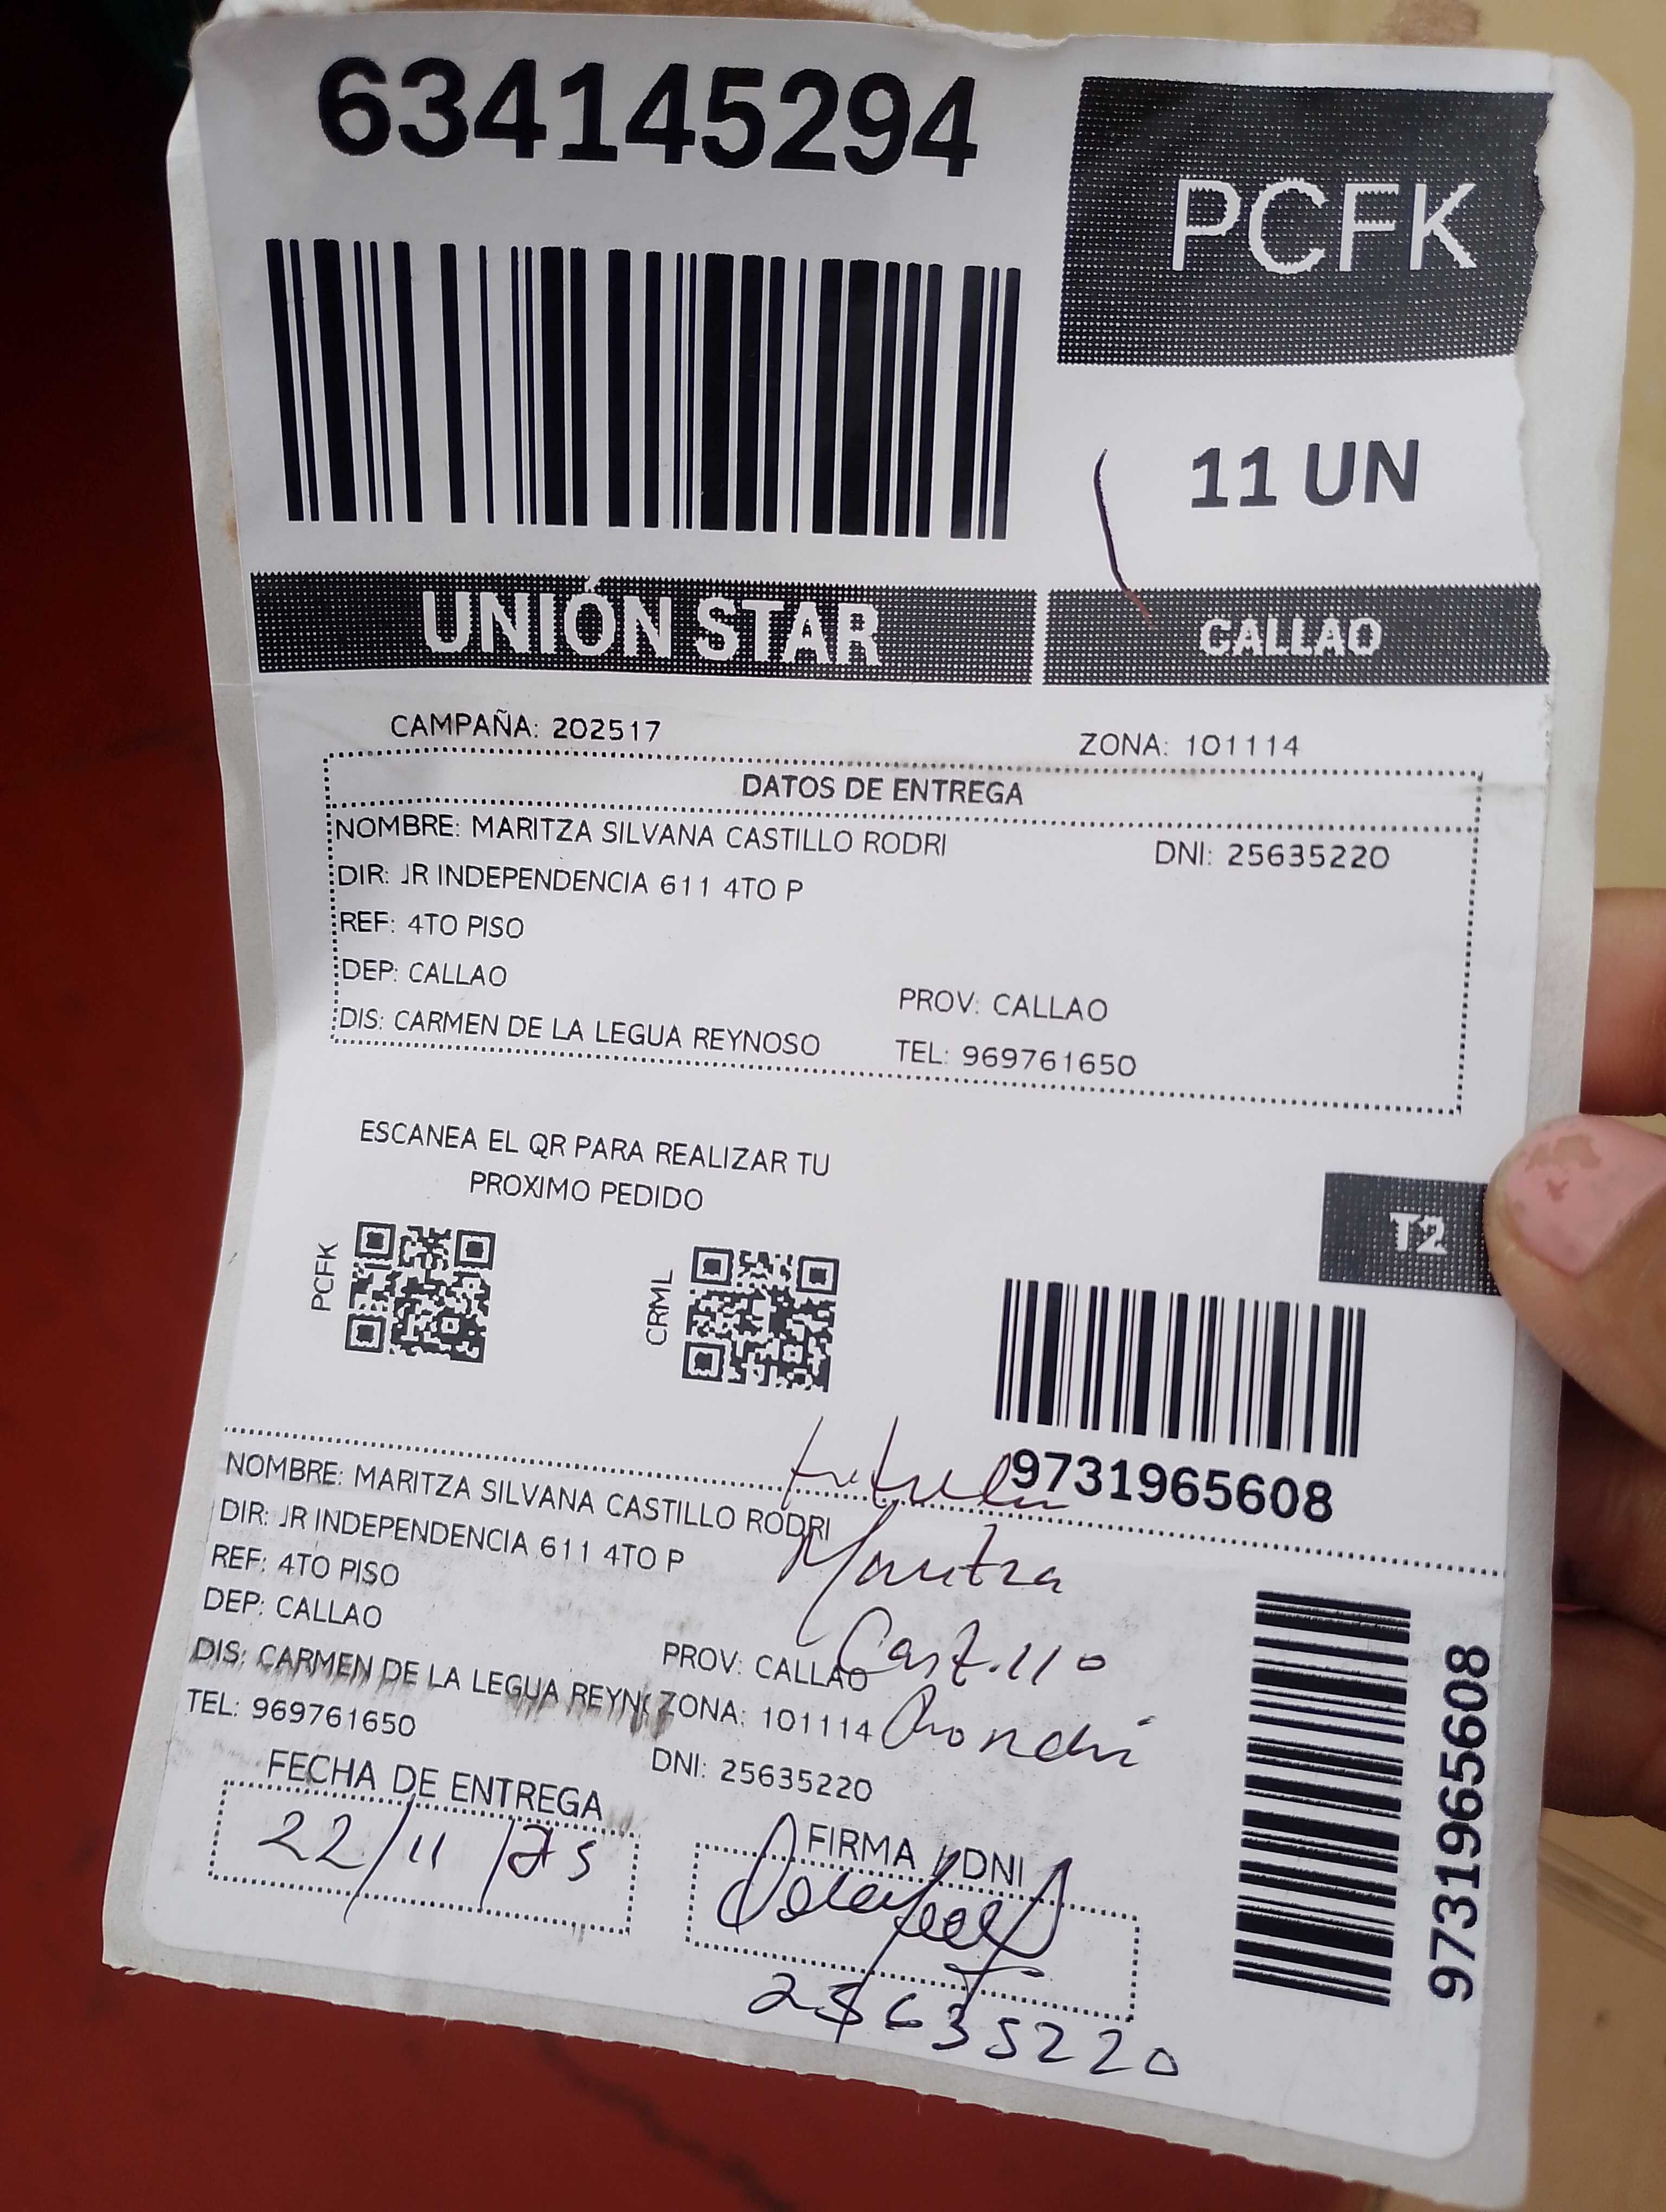 634145294
PCFK
11 UN
UNIÓN STAR
CALLAO
CAMPAÑA: 202517
ZONA: 101114
DATOS DE ENTREGA
NOMBRE: MARITZA SILVANA CASTILLO RODRI
DNI: 25635220
DIR: JR INDEPENDENCIA 611 4TO P
REF: 4TO PISO
DEP: CALLAO
PROV: CALLAO
DIS: CARMEN DE LA LEGUA REYNOSO
TEL: 969761650
ESCANEA EL QR PARA REALIZAR TU
PROXIMO PEDIDO
T2
PCFK
CRML
9731965608
NOMBRE: MARITZA SILVANA CASTILLO RODRI
DIR: JR INDEPENDENCIA 611 4TO P
REF: 4TO PISO
DEP: CALLAO
PROV: CALLAO
DIS: CARMEN DE LA LEGUA REYN
ZONA: 101114
TEL: 969761650
DNI: 25635220
Maritza
Castillo
9731965608
FECHA DE ENTREGA
22/11/25
FIRMA / DNI
25635220